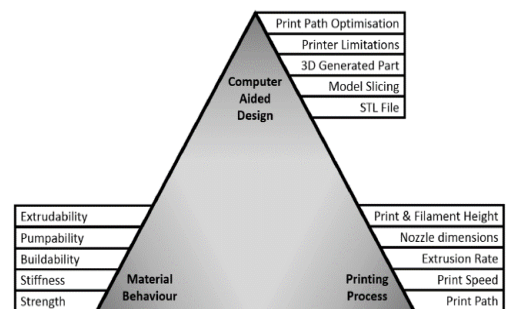 Print Path Optimisation
Printer Limitations
3D Generated Part
Model Slicing
STL File
Computer
Aided
Design
Extrudability
Pumpability
Buildability
Stiffness
Strength
Material
Behaviour
Printing
Process
Print & Filament Height
Nozzle dimensions
Extrusion Rate
Print Speed
Print Path